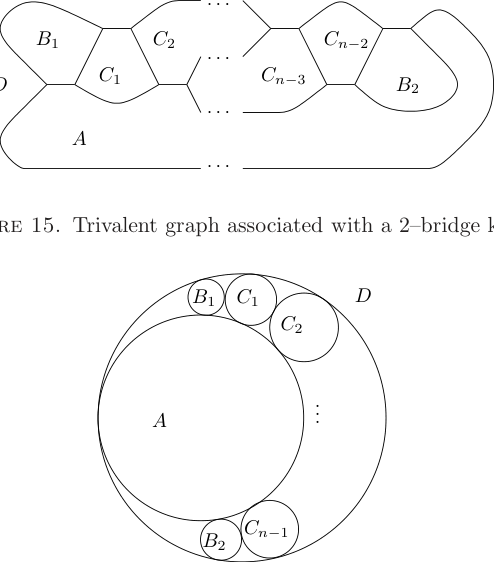 . . .
B₁ C₂ . . . Cₙ₋₂
C₁ Cₙ₋₃ B₂
. . .
A
. . .
RE 15. Trivalent graph associated with a 2–bridge k
B₁ C₁ D
C₂
A ⋮
B₂ Cₙ₋₁